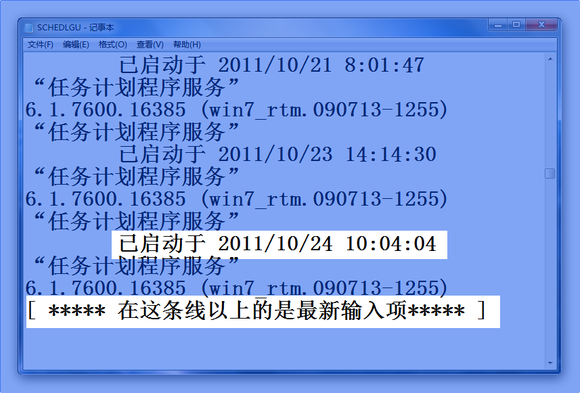 SCHEDLGU - 记事本
文件(F) 编辑(E) 格式(O) 查看(V) 帮助(H)
已启动于 2011/10/21 8:01:47
“任务计划程序服务”
6.1.7600.16385 (win7_rtm.090713-1255)
“任务计划程序服务”
已启动于 2011/10/23 14:14:30
“任务计划程序服务”
6.1.7600.16385 (win7_rtm.090713-1255)
“任务计划程序服务”
已启动于 2011/10/24 10:04:04
“任务计划程序服务”
6.1.7600.16385 (win7_rtm.090713-1255)
[ ***** 在这条线以上的是最新输入项***** ]